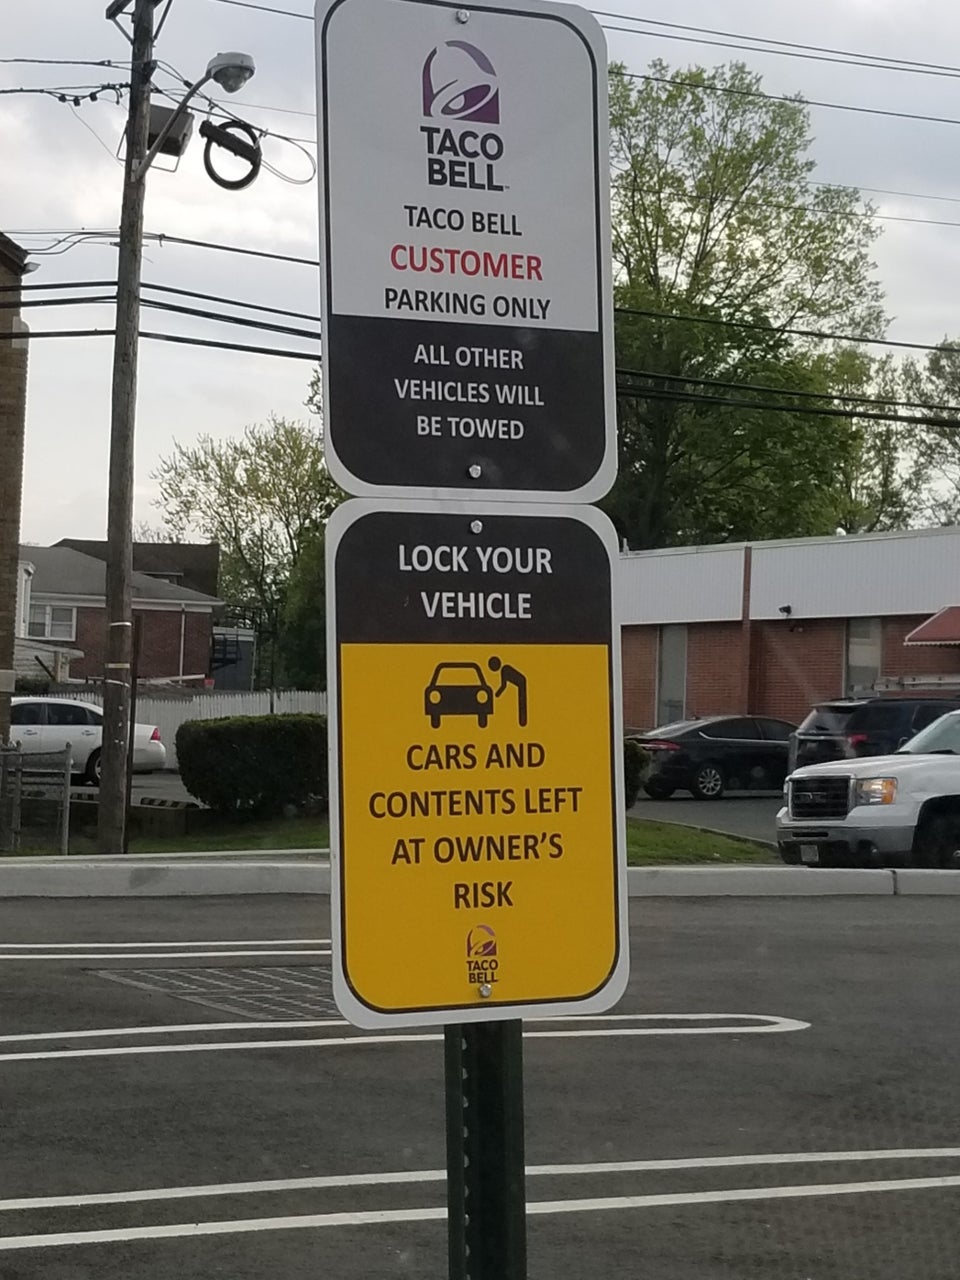 TACO
BELL
TACO BELL
CUSTOMER
PARKING ONLY
ALL OTHER
VEHICLES WILL
BE TOWED
LOCK YOUR
VEHICLE
CARS AND
CONTENTS LEFT
AT OWNER'S
RISK
TACO
BELL